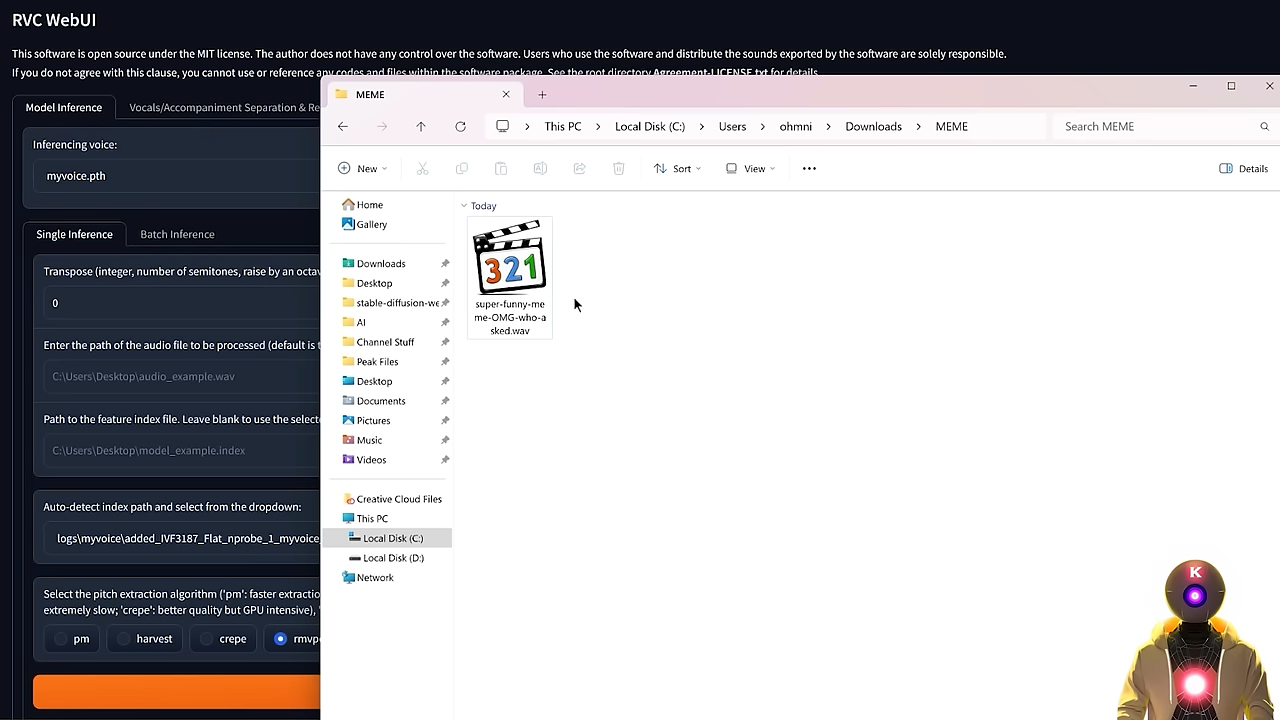 RVC WebUI
This software is open source under the MIT license. The author does not have any control over the software. Users who use the software and distribute the sounds exported by the software are solely responsible.
If you do not agree with this clause, you cannot use or reference any codes and files within the software package. See the root directory Agreement-LICENSE.txt for details.
Model Inference
Vocals/Accompaniment Separation & Re
Inferencing voice:
myvoice.pth
Single Inference
Batch Inference
Transpose (integer, number of semitones, raise by an octav
0
Enter the path of the audio file to be processed (default is t
C:\Users\Desktop\audio_example.wav
Path to the feature index file. Leave blank to use the selecte
C:\Users\Desktop\model_example.index
Auto-detect index path and select from the dropdown:
logs\myvoice\added_IVF3187_Flat_nprobe_1_myvoice
Select the pitch extraction algorithm ('pm': faster extractio
extremely slow; 'crepe': better quality but GPU intensive), '
pm
harvest
crepe
rmvp
MEME
This PC
Local Disk (C:)
Users
ohmni
Downloads
MEME
Search MEME
New
Sort
View
Details
Home
Gallery
Downloads
Desktop
stable-diffusion-we
AI
Channel Stuff
Peak Files
Desktop
Documents
Pictures
Music
Videos
Creative Cloud Files
This PC
Local Disk (C:)
Local Disk (D:)
Network
Today
321
super-funny-me
me-OMG-who-a
sked.wav
K